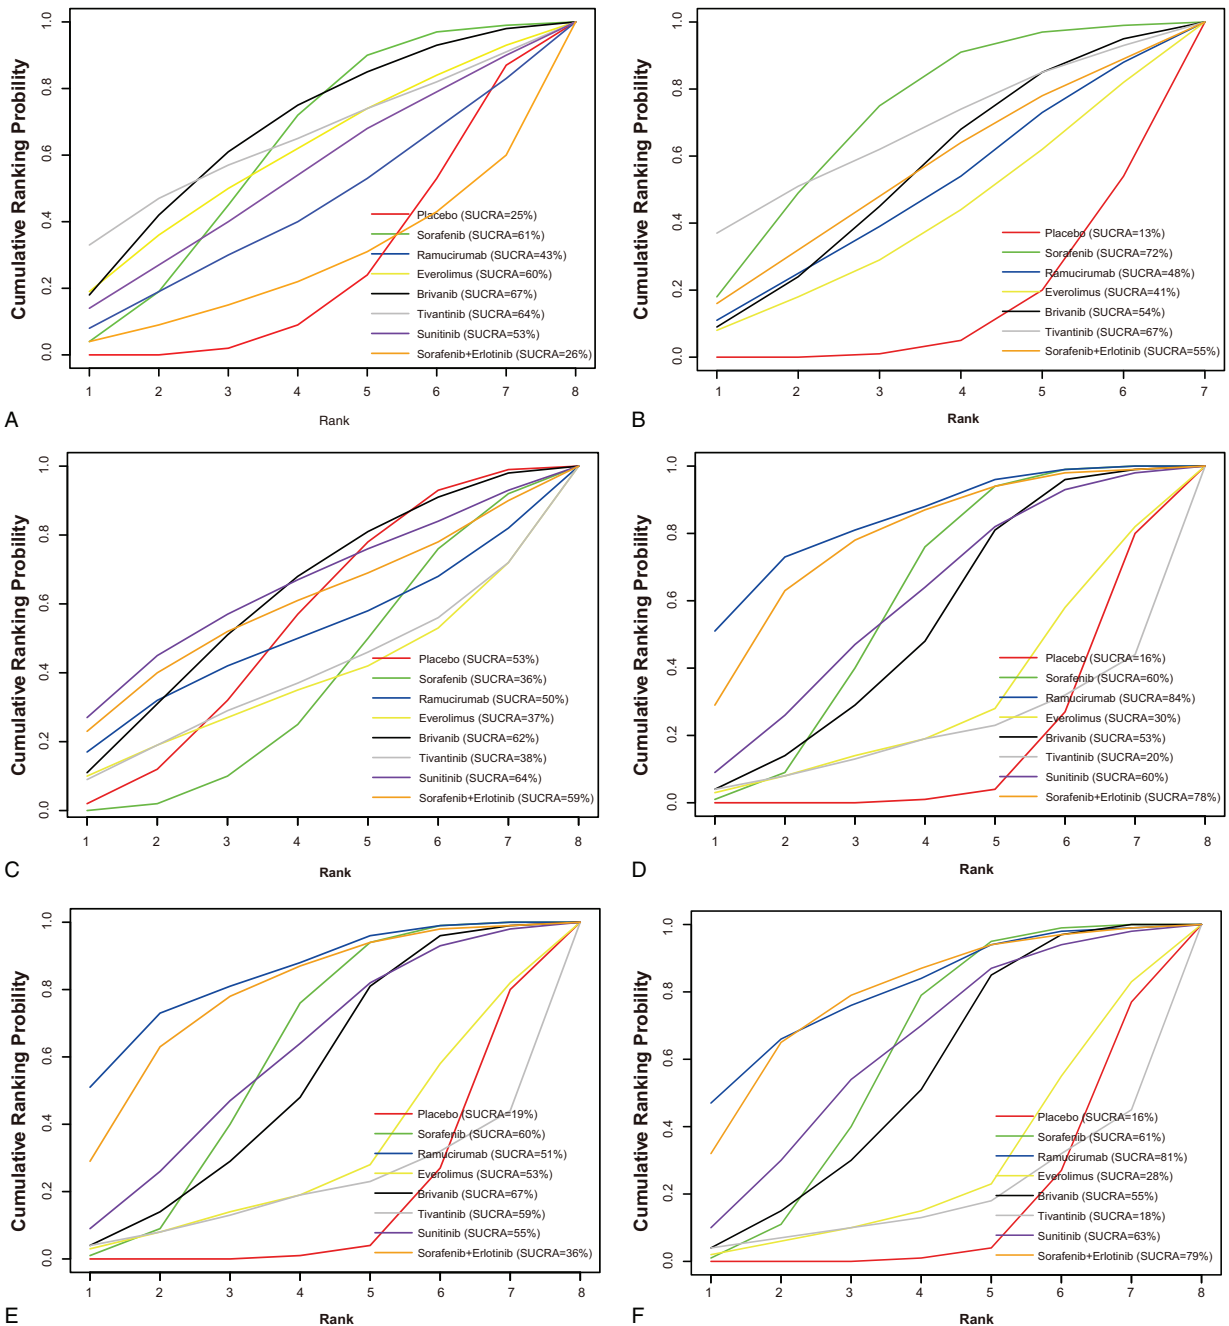 Cumulative Ranking Probility
1.0
0.8
0.6
0.4
0.2
0.0
Placebo (SUCRA=25%)
Sorafenib (SUCRA=61%)
Ramucirumab (SUCRA=43%)
Everolimus (SUCRA=60%)
Brivanib (SUCRA=67%)
Tivantinib (SUCRA=64%)
Sunitinib (SUCRA=53%)
Sorafenib+Erlotinib (SUCRA=26%)
1 2 3 4 5 6 7 8
Rank
A
Cumulative Ranking Probility
1.0
0.8
0.6
0.4
0.2
0.0
Placebo (SUCRA=13%)
Sorafenib (SUCRA=72%)
Ramucirumab (SUCRA=48%)
Everolimus (SUCRA=41%)
Brivanib (SUCRA=54%)
Tivantinib (SUCRA=67%)
Sorafenib+Erlotinib (SUCRA=55%)
1 2 3 4 5 6 7
Rank
B
Cumulative Ranking Probility
1.0
0.8
0.6
0.4
0.2
0.0
Placebo (SUCRA=53%)
Sorafenib (SUCRA=36%)
Ramucirumab (SUCRA=50%)
Everolimus (SUCRA=37%)
Brivanib (SUCRA=62%)
Tivantinib (SUCRA=38%)
Sunitinib (SUCRA=64%)
Sorafenib+Erlotinib (SUCRA=59%)
1 2 3 4 5 6 7 8
Rank
C
Cumulative Ranking Probility
1.0
0.8
0.6
0.4
0.2
0.0
Placebo (SUCRA=16%)
Sorafenib (SUCRA=60%)
Ramucirumab (SUCRA=84%)
Everolimus (SUCRA=30%)
Brivanib (SUCRA=53%)
Tivantinib (SUCRA=20%)
Sunitinib (SUCRA=60%)
Sorafenib+Erlotinib (SUCRA=78%)
1 2 3 4 5 6 7 8
Rank
D
Cumulative Ranking Probility
1.0
0.8
0.6
0.4
0.2
0.0
Placebo (SUCRA=19%)
Sorafenib (SUCRA=60%)
Ramucirumab (SUCRA=51%)
Everolimus (SUCRA=53%)
Brivanib (SUCRA=67%)
Tivantinib (SUCRA=59%)
Sunitinib (SUCRA=55%)
Sorafenib+Erlotinib (SUCRA=36%)
1 2 3 4 5 6 7 8
Rank
E
Cumulative Ranking Probility
1.0
0.8
0.6
0.4
0.2
0.0
Placebo (SUCRA=16%)
Sorafenib (SUCRA=61%)
Ramucirumab (SUCRA=81%)
Everolimus (SUCRA=28%)
Brivanib (SUCRA=55%)
Tivantinib (SUCRA=18%)
Sunitinib (SUCRA=63%)
Sorafenib+Erlotinib (SUCRA=79%)
1 2 3 4 5 6 7 8
Rank
F